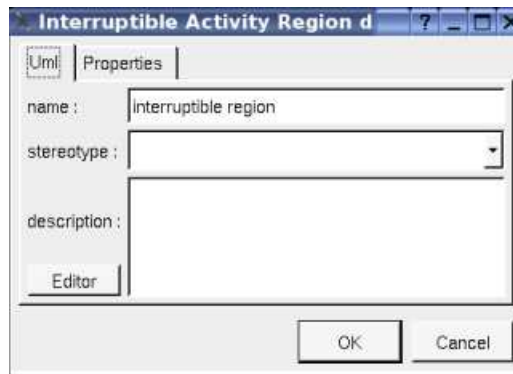 Interruptible Activity Region d ? _ X
Uml Properties
name : interruptible region
stereotype :
description :
Editor
OK Cancel